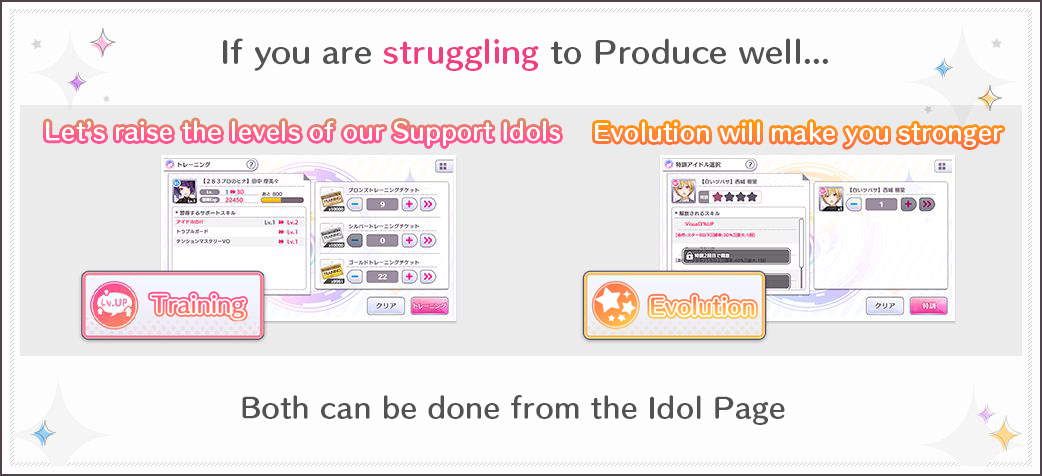 If you are struggling to Produce well...
Let's raise the levels of our Support Idols
Evolution will make you stronger
トレーニング
?
【283プロのヒナ】田中 摩美々
Lv. 1 30
22450
あと 800
* 習得するサポートスキル
Lv.1 Lv.2
トラブルガード Lv.1
テンションマスタリーVO Lv.1
ブロンズトレーニングチケット
9
シルバートレーニングチケット
0
ゴールドトレーニングチケット
22
クリア
トレーニング
Lv.UP
Training
特訓アイドル選択
?
【白いツバサ】西城 樹里
* 解放されるスキル
特訓2回目で開放
【白いツバサ】西城 樹里
1
クリア
特訓
Evolution
Both can be done from the Idol Page